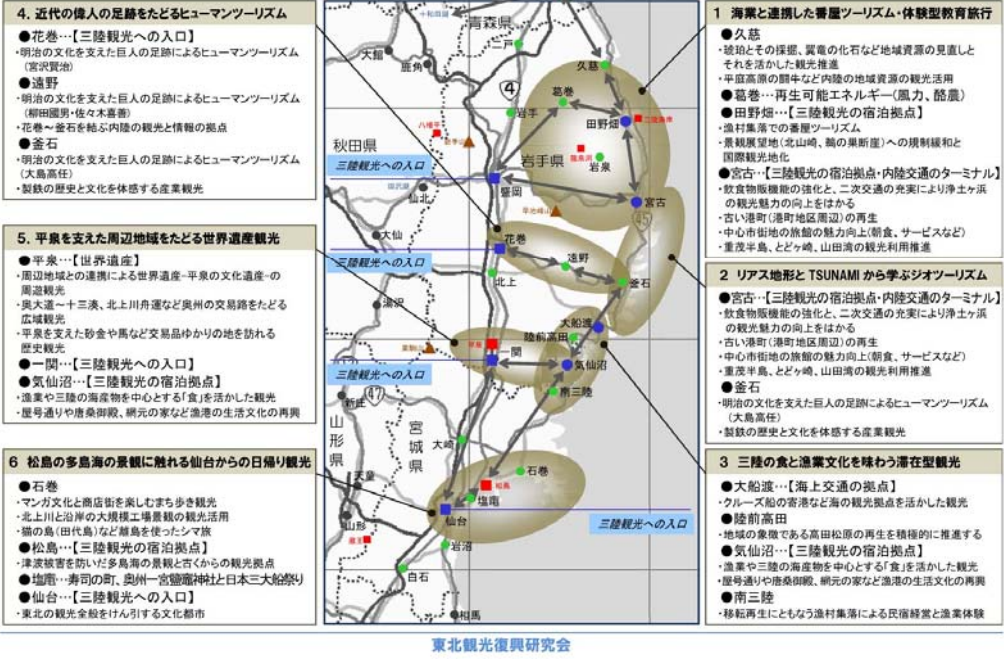 4．近代の偉人の足跡をたどるヒューマンツーリズム
●花巻…【三陸観光への入口】
・明治の文化を支えた巨人の足跡によるヒューマンツーリズム
（宮沢賢治）
●遠野
・明治の文化を支えた巨人の足跡によるヒューマンツーリズム
（柳田國男・佐々木喜善）
・花巻～釜石を結ぶ内陸の観光と情報の拠点
●釜石
・明治の文化を支えた巨人の足跡によるヒューマンツーリズム
（大島高任）
・製鉄の歴史と文化を体感する産業観光
5．平泉を支えた周辺地域をたどる世界遺産観光
●平泉…【世界遺産】
・周辺地域との連携による世界遺産-平泉の文化遺産-の
周遊観光
・奥大道～十三湊、北上川舟運など奥州の交易路をたどる
広域観光
・平泉を支えた砂金や馬など交易品ゆかりの地を訪れる
歴史観光
●一関…【三陸観光への入口】
●気仙沼…【三陸観光の宿泊拠点】
・漁業や三陸の海産物を中心とする「食」を活かした観光
・屋号通りや唐桑御殿、網元の家など漁港の生活文化の再興
6 松島の多島海の景観に触れる仙台からの日帰り観光
●石巻
・マンガ文化と商店街を楽しむまち歩き観光
・北上川と沿岸の大規模工場景観の観光活用
・猫の島（田代島）など離島を使ったシマ旅
●松島…【三陸観光の宿泊拠点】
・津波被害を防いだ多島海の景観と古くからの観光拠点
●塩竈…寿司の町、奥州一宮鹽竈神社と日本三大船祭り
●仙台…【三陸観光への入口】
・東北の観光全般をけん引する文化都市
青森県
十和田湖
二戸
大館
鹿角
4
久慈
葛巻
岩手
田野畑
八幡平
秋田県
三陸観光への入口
岩手県
龍泉洞
岩泉
盛岡
田沢湖
仙北
早池峰山
宮古
45
大仙
花巻
三陸観光への入口
遠野
北上
釜石
湯沢
大船渡
陸前高田
栗駒山
一関
三陸観光への入口
気仙沼
南三陸
47
新庄
山形県
宮城県
大崎
石巻
天童
松島
塩竈
山形
仙台
三陸観光への入口
蔵王
岩沼
白石
相馬
1 海業と連携した番屋ツーリズム・体験型教育旅行
●久慈
・琥珀とその採掘、翼竜の化石など地域資源の見直しと
それを活かした観光推進
・平庭高原の闘牛など内陸の地域資源の観光活用
●葛巻…再生可能エネルギー（風力、酪農）
●田野畑…【三陸観光の宿泊拠点】
・漁村集落での番屋ツーリズム
・景観展望地（北山崎、鵜の巣断崖）への規制緩和と
国際観光地化
●宮古…【三陸観光の宿泊拠点・内陸交通のターミナル】
・飲食物販機能の強化と、二次交通の充実により浄土ヶ浜
の観光魅力の向上をはかる
・古い港町（港町地区周辺）の再生
・中心市街地の旅館の魅力向上（朝食、サービスなど）
・重茂半島、とどヶ崎、山田湾の観光利用推進
2 リアス地形とTSUNAMIから学ぶジオツーリズム
●宮古…【三陸観光の宿泊拠点・内陸交通のターミナル】
・飲食物販機能の強化と、二次交通の充実により浄土ヶ浜
の観光魅力の向上をはかる
・古い港町（港町地区周辺）の再生
・中心市街地の旅館の魅力向上（朝食、サービスなど）
・重茂半島、とどヶ崎、山田湾の観光利用推進
●釜石
・明治の文化を支えた巨人の足跡によるヒューマンツーリズム
（大島高任）
・製鉄の歴史と文化を体感する産業観光
3 三陸の食と漁業文化を味わう滞在型観光
●大船渡…【海上交通の拠点】
・クルーズ船の寄港など海の観光拠点を活かした観光
●陸前高田
・地域の象徴である高田松原の再生を積極的に推進する
●気仙沼…【三陸観光の宿泊拠点】
・漁業や三陸の海産物を中心とする「食」を活かした観光
・屋号通りや唐桑御殿、網元の家など漁港の生活文化の再興
●南三陸
・移転再生にともなう漁村集落による民宿経営と漁業体験
東北観光復興研究会